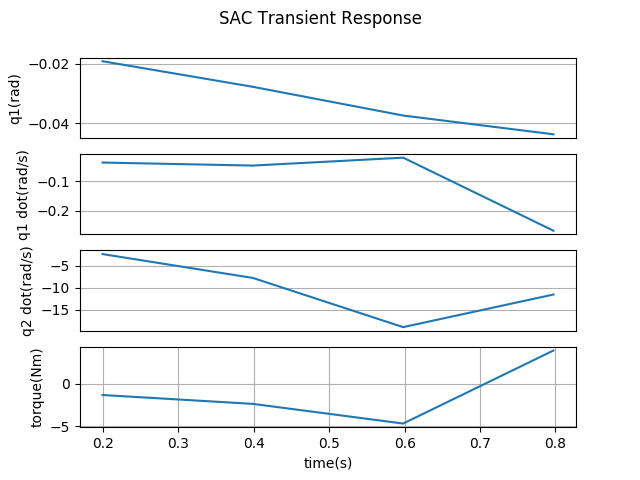 SAC Transient Response
q1(rad)
−0.02
−0.04
q1 dot(rad/s)
−0.1
−0.2
q2 dot(rad/s)
−5
−10
−15
torque(Nm)
0
−5
0.2 0.3 0.4 0.5 0.6 0.7 0.8
time(s)